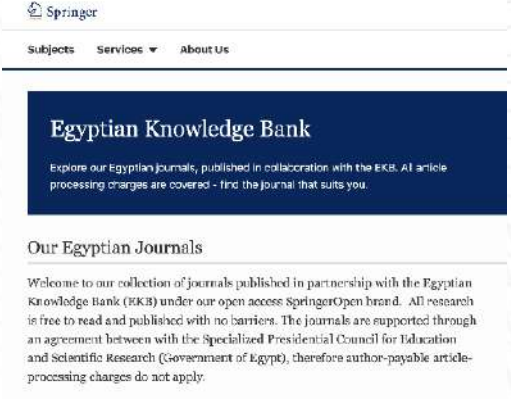 Springer
Subjects Services ▼ About Us
Egyptian Knowledge Bank
Explore our Egyptian journals, published in collaboration with the EKB. All article
processing charges are covered - find the journal that suits you.
Our Egyptian Journals
Welcome to our collection of journals published in partnership with the Egyptian
Knowledge Bank (EKB) under our open access SpringerOpen brand. All research
is free to read and published with no barriers. The journals are supported through
an agreement between with the Specialized Presidential Council for Education
and Scientific Research (Government of Egypt), therefore author-payable article-
processing charges do not apply.